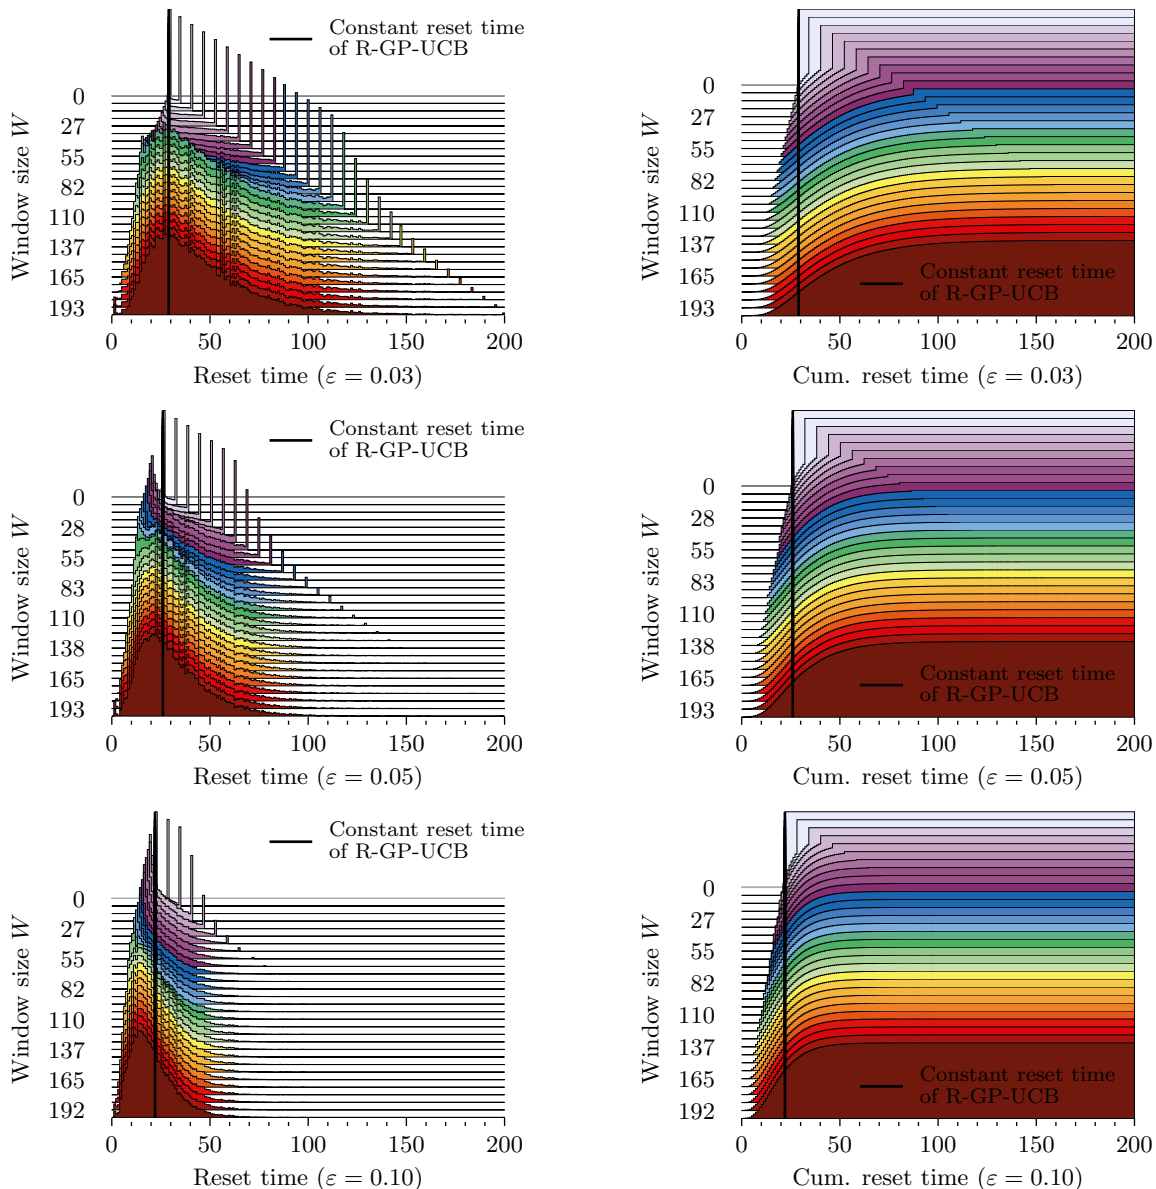 Constant reset time
of R-GP-UCB
Window size W
0
27
55
82
110
137
165
193
0 50 100 150 200
Reset time (ε = 0.03)
Window size W
0
27
55
82
110
137
165
193
Constant reset time
of R-GP-UCB
0 50 100 150 200
Cum. reset time (ε = 0.03)
Constant reset time
of R-GP-UCB
Window size W
0
28
55
83
110
138
165
193
0 50 100 150 200
Reset time (ε = 0.05)
Window size W
0
28
55
83
110
138
165
193
Constant reset time
of R-GP-UCB
0 50 100 150 200
Cum. reset time (ε = 0.05)
Constant reset time
of R-GP-UCB
Window size W
0
27
55
82
110
137
165
192
0 50 100 150 200
Reset time (ε = 0.10)
Window size W
0
27
55
82
110
137
165
192
Constant reset time
of R-GP-UCB
0 50 100 150 200
Cum. reset time (ε = 0.10)